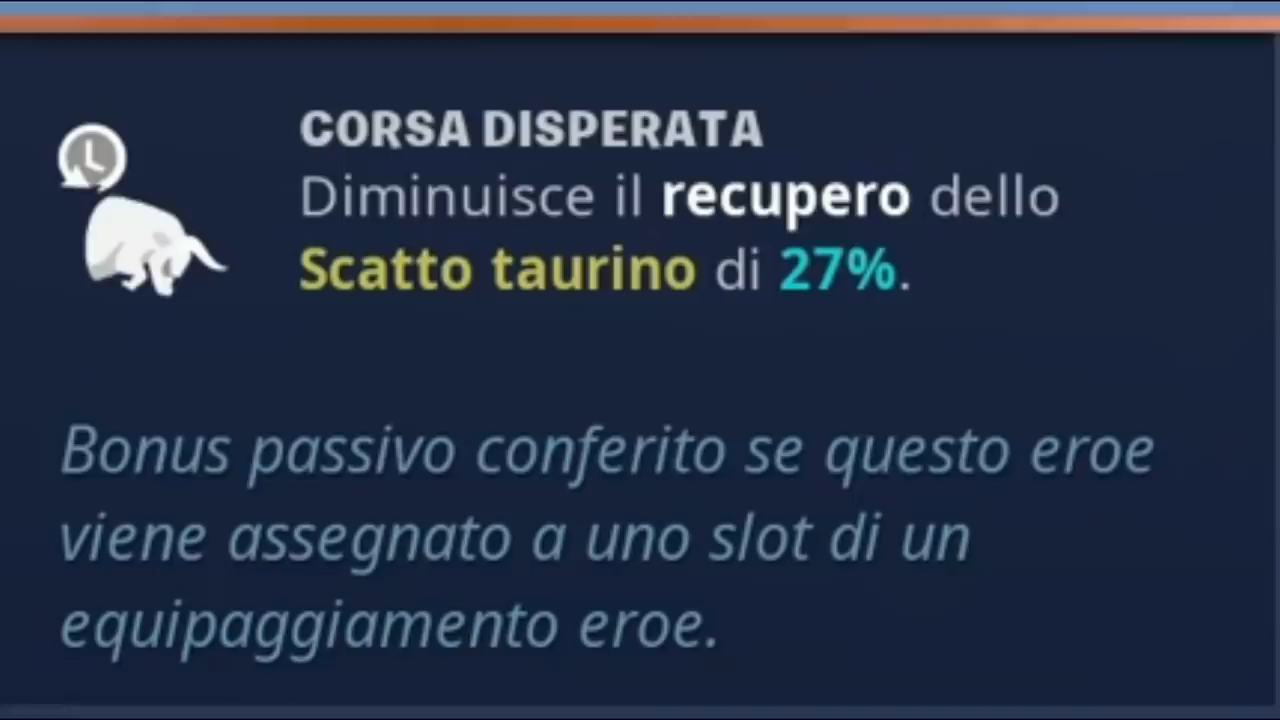 CORSA DISPERATA
Diminuisce il recupero dello
Scatto taurino di 27%.
Bonus passivo conferito se questo eroe
viene assegnato a uno slot di un
equipaggiamento eroe.